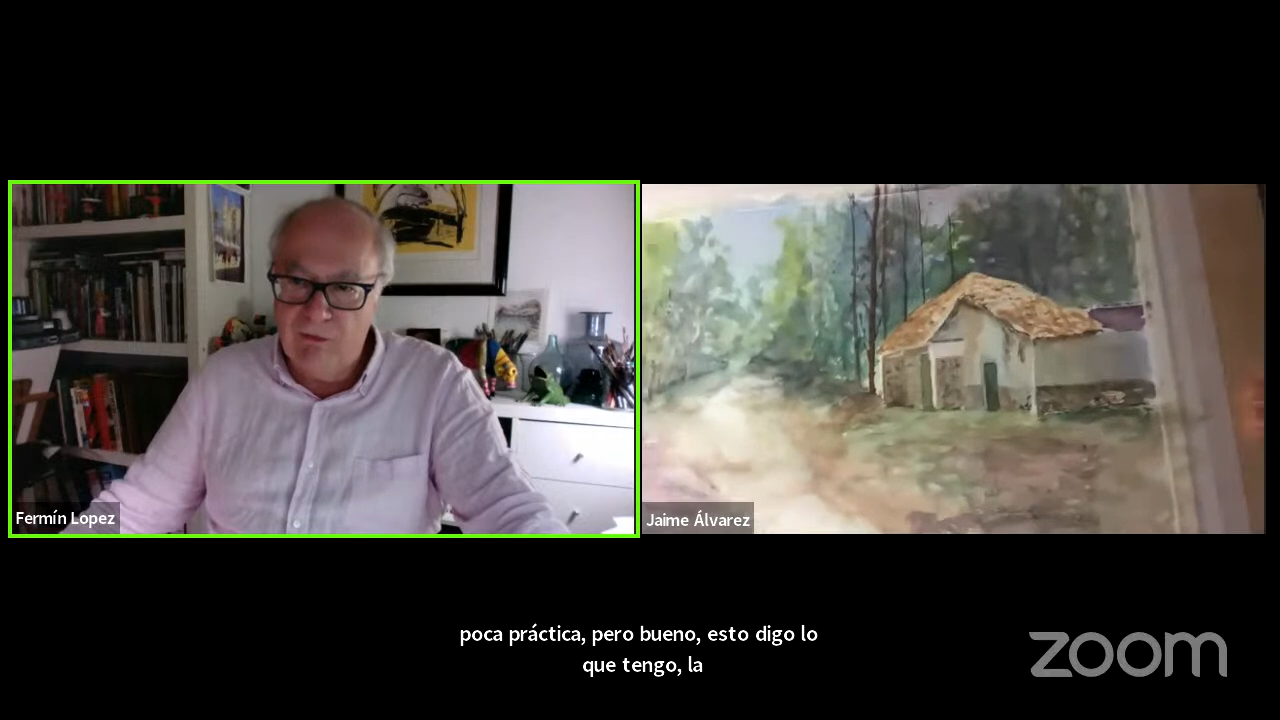 Fermín Lopez
Jaime Álvarez
poca práctica, pero bueno, esto digo lo
que tengo, la
zoom